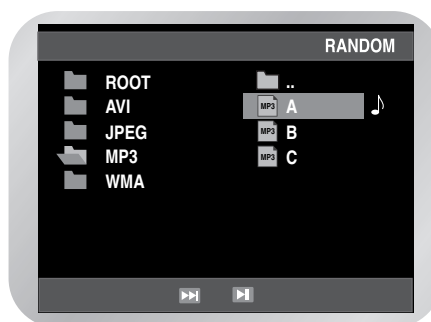 RANDOM
ROOT
AVI
JPEG
MP3
WMA
..
MP3 A
MP3 B
MP3 C